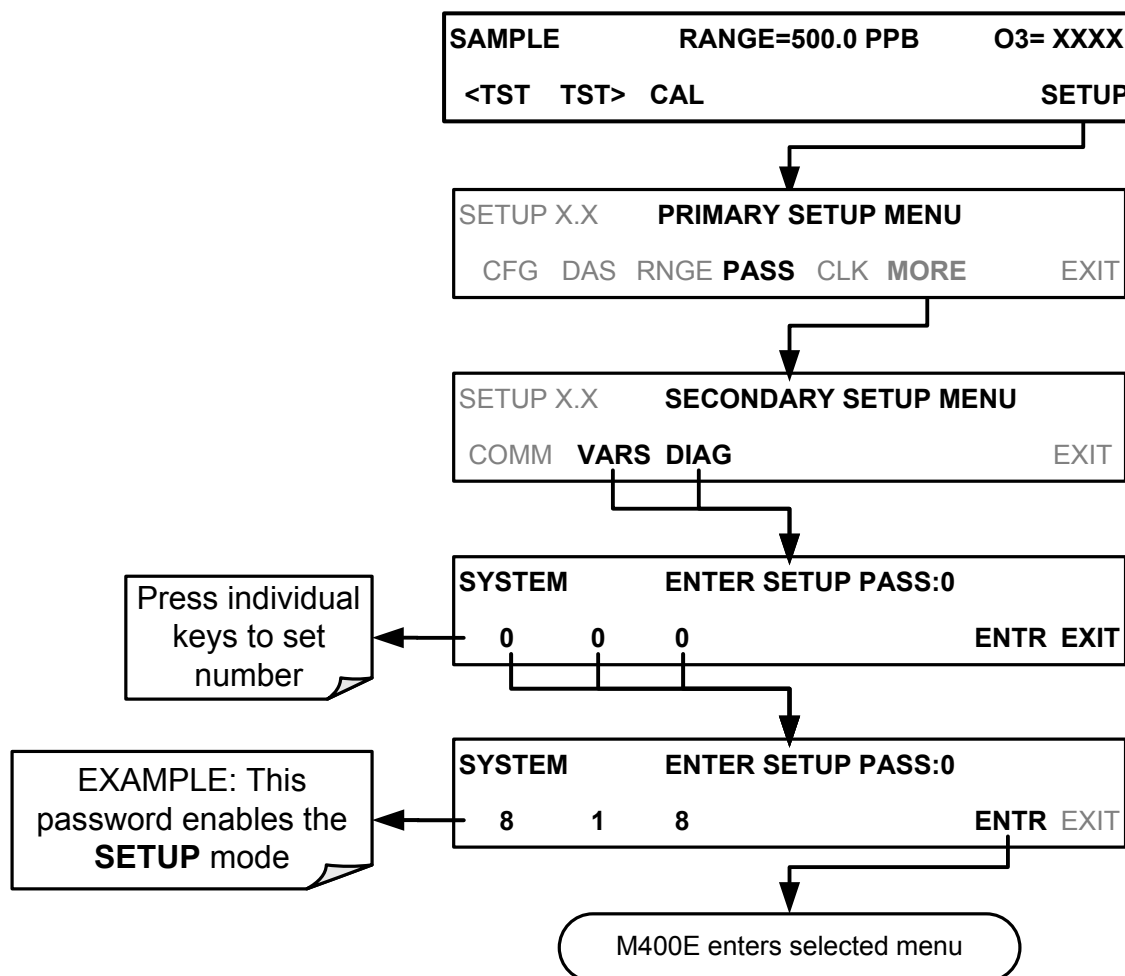 SAMPLE RANGE=500.0 PPB O3= XXXX
<TST TST> CAL SETUP
SETUP X.X PRIMARY SETUP MENU
CFG DAS RNGE PASS CLK MORE EXIT
SETUP X.X SECONDARY SETUP MENU
COMM VARS DIAG EXIT
SYSTEM ENTER SETUP PASS:0
0 0 0 ENTR EXIT
Press individual
keys to set
number
SYSTEM ENTER SETUP PASS:0
8 1 8 ENTR EXIT
EXAMPLE: This
password enables the
SETUP mode
M400E enters selected menu